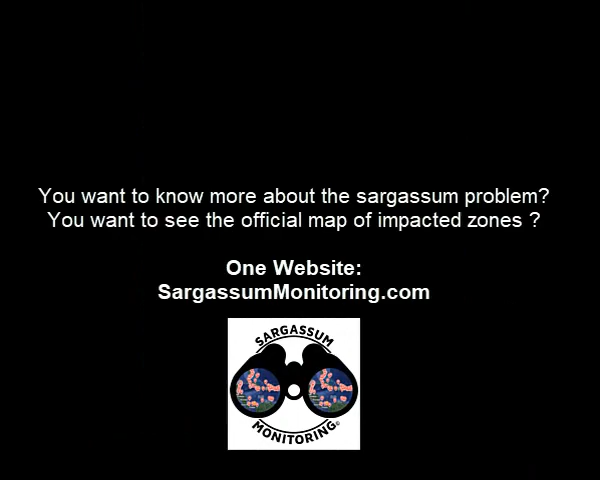 You want to know more about the sargassum problem?
You want to see the official map of impacted zones ?
One Website:
SargassumMonitoring.com
SARGASSUM
MONITORING©